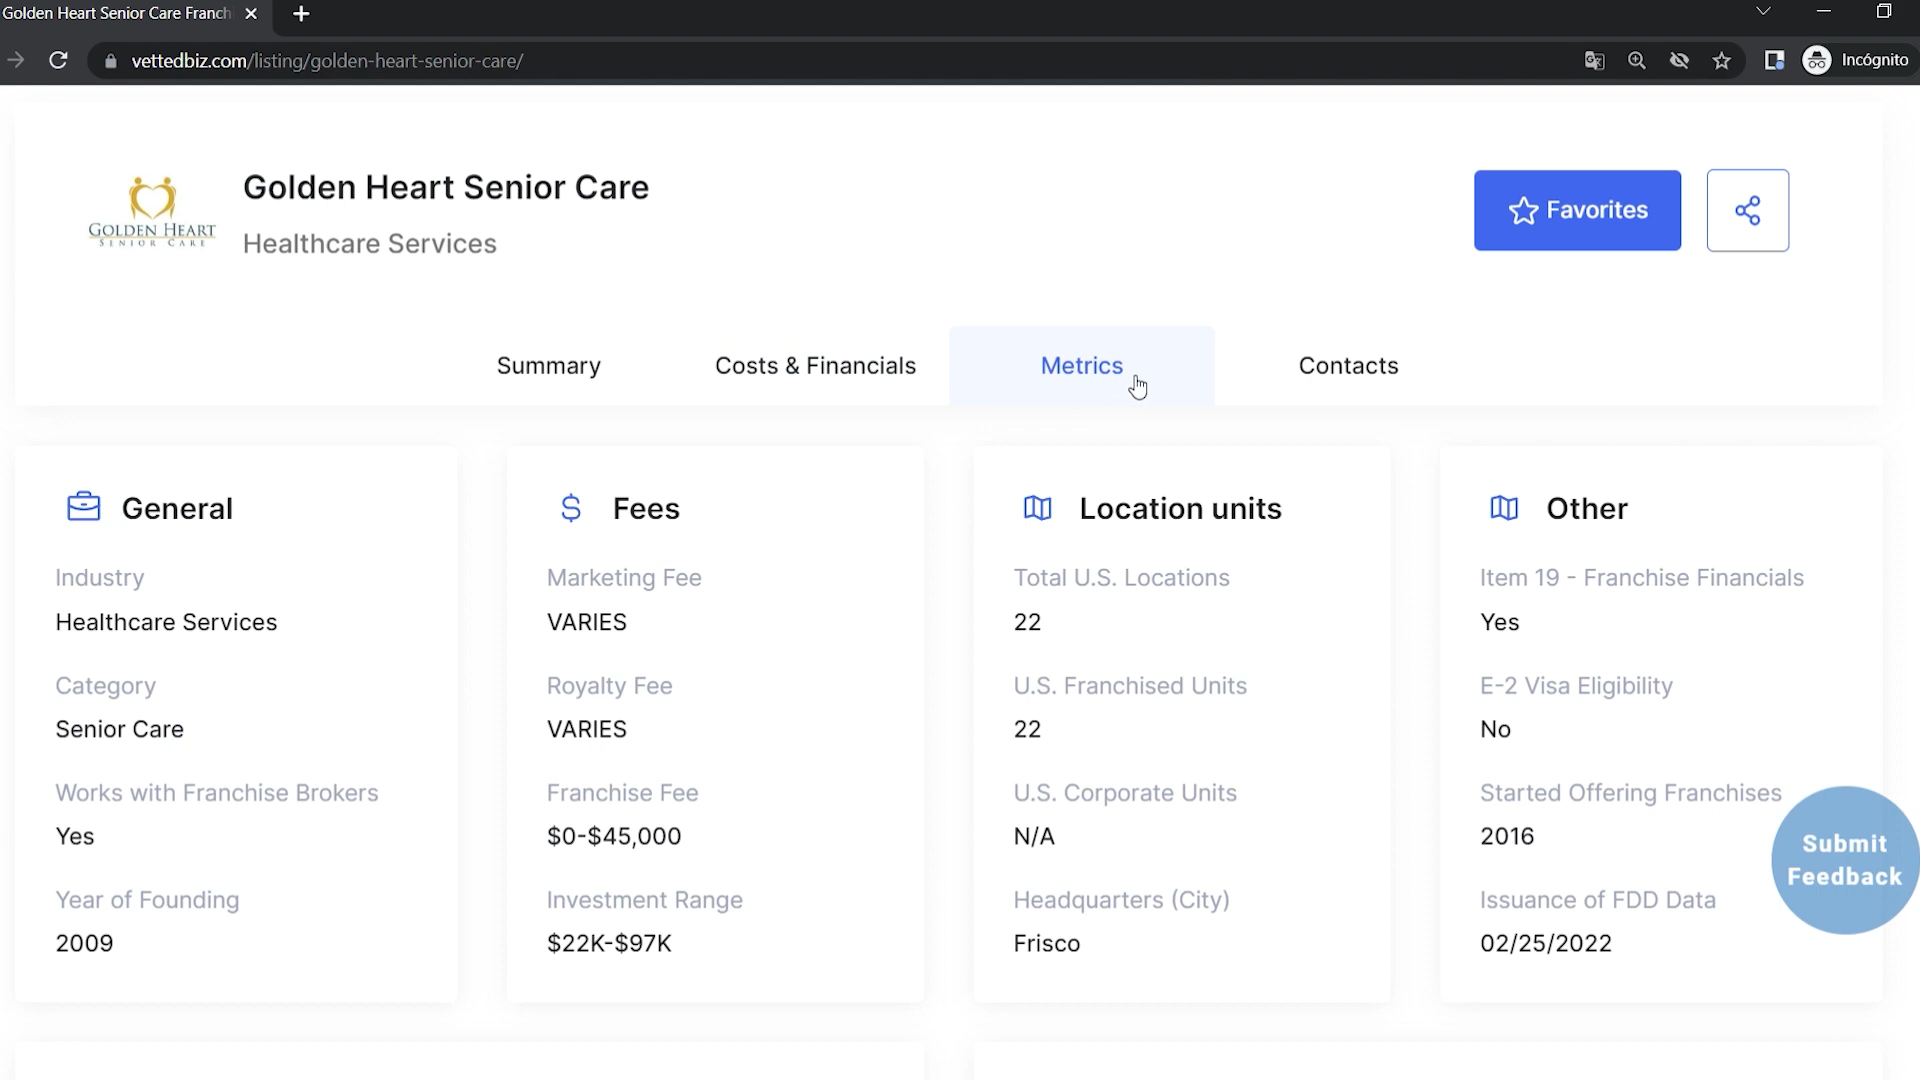 Golden Heart Senior Care Franch
vettedbiz.com/listing/golden-heart-senior-care/
Incógnito
GOLDEN HEART
SENIOR CARE
Golden Heart Senior Care
Healthcare Services
Favorites
Summary
Costs & Financials
Metrics
Contacts
General
Industry
Healthcare Services
Category
Senior Care
Works with Franchise Brokers
Yes
Year of Founding
2009
$ Fees
Marketing Fee
VARIES
Royalty Fee
VARIES
Franchise Fee
$0-$45,000
Investment Range
$22K-$97K
Location units
Total U.S. Locations
22
U.S. Franchised Units
22
U.S. Corporate Units
N/A
Headquarters (City)
Frisco
Other
Item 19 - Franchise Financials
Yes
E-2 Visa Eligibility
No
Started Offering Franchises
2016
Issuance of FDD Data
02/25/2022
Submit
Feedback